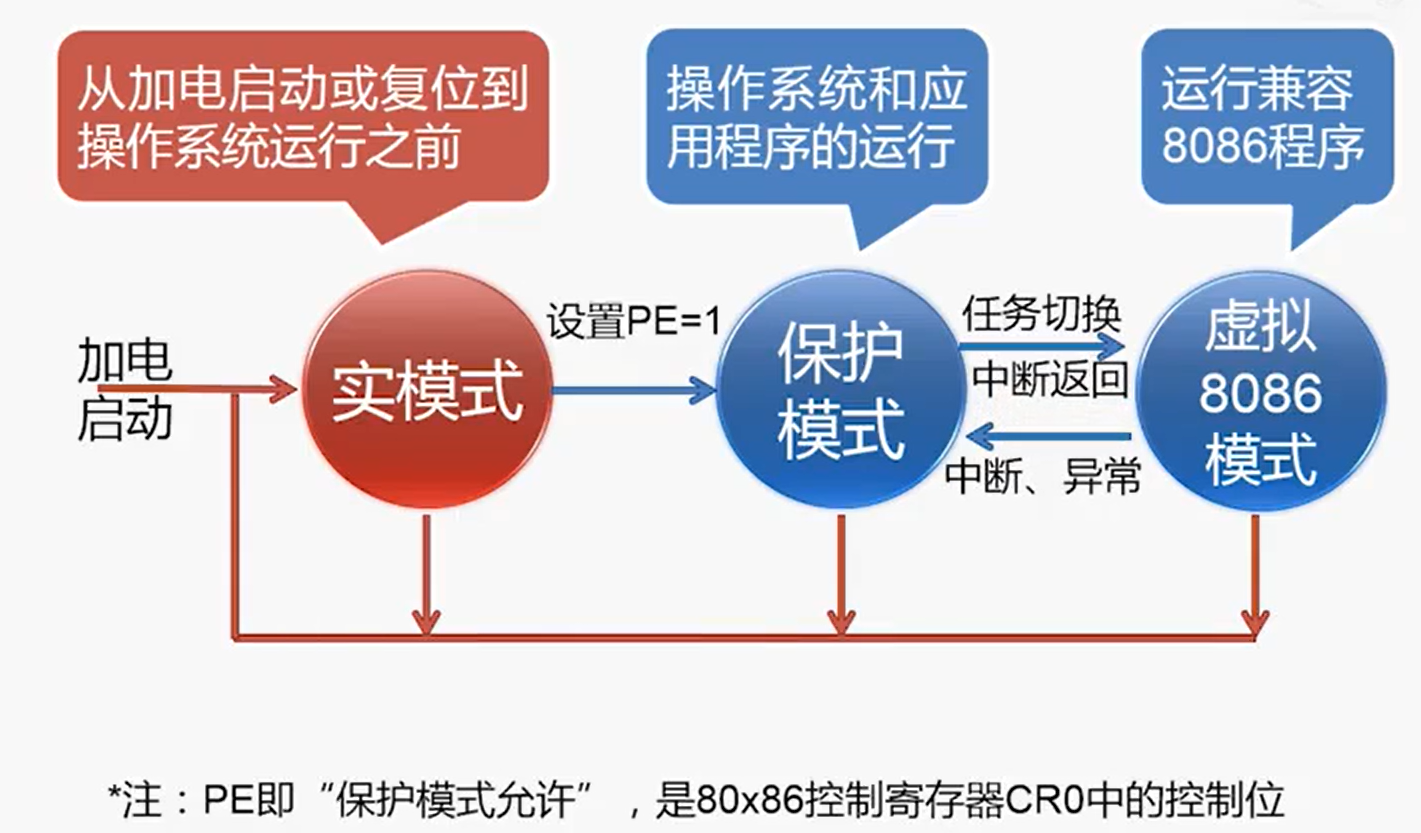 从加电启动或复位到
操作系统运行之前
操作系统和应
用程序的运行
运行兼容
8086程序
加电
启动
实模式
设置PE=1
保护
模式
任务切换
中断返回
中断、异常
虚拟
8086
模式
*注：PE即“保护模式允许”，是80x86控制寄存器CR0中的控制位